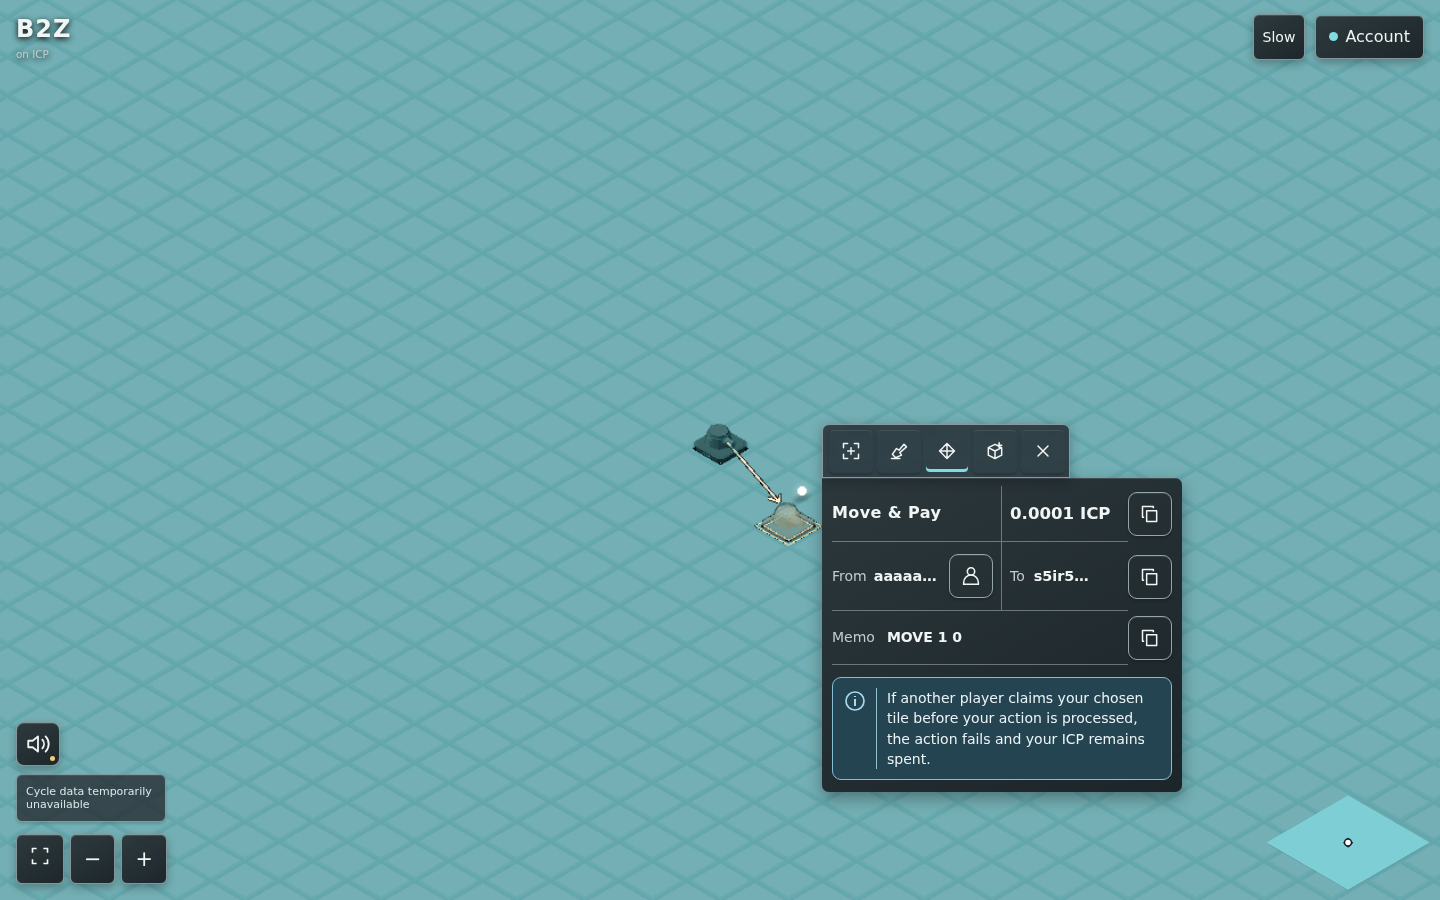 B2Z
on ICP
Slow
Account
Move & Pay
0.0001 ICP
From aaaaa…
To s5ir5…
Memo MOVE 1 0
If another player claims your chosen
tile before your action is processed,
the action fails and your ICP remains
spent.
Cycle data temporarily
unavailable